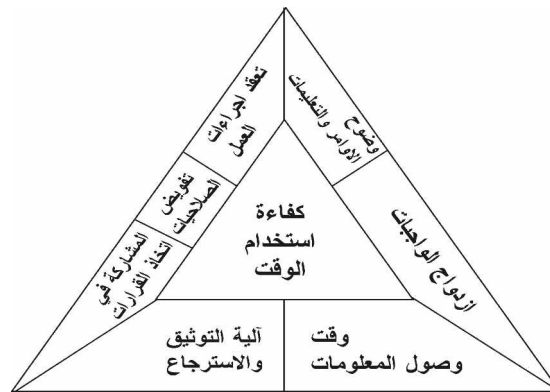 وضوح
الأوامر والتعليمات
ازدواج الواجبات
تعقد اجراءات
العمل
تفويض
الصلاحيات
المشاركة في
اتخاذ القرارات
كفاءة
استخدام
الوقت
وقت
وصول المعلومات
آلية التوثيق
والاسترجاع